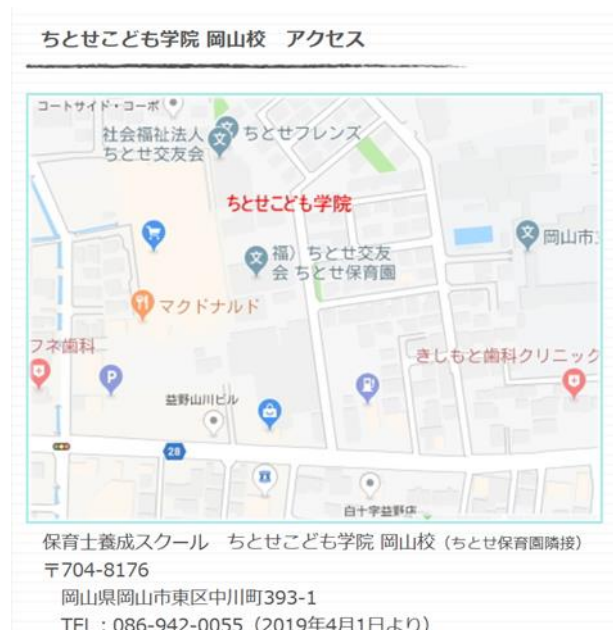 ちとせこども学院 岡山校　アクセス
コートサイド・コーポ
社会福祉法人
ちとせ交友会
ちとせフレンズ
ちとせこども学院
福）ちとせ交友
会 ちとせ保育園
岡山市立
マクドナルド
フネ歯科
きしもと歯科クリニック
P
益野山川ビル
28
白十字益野店
保育士養成スクール　ちとせこども学院 岡山校（ちとせ保育園隣接）
〒704-8176
岡山県岡山市東区中川町393-1
TEL：086-942-0055（2019年4月1日より）